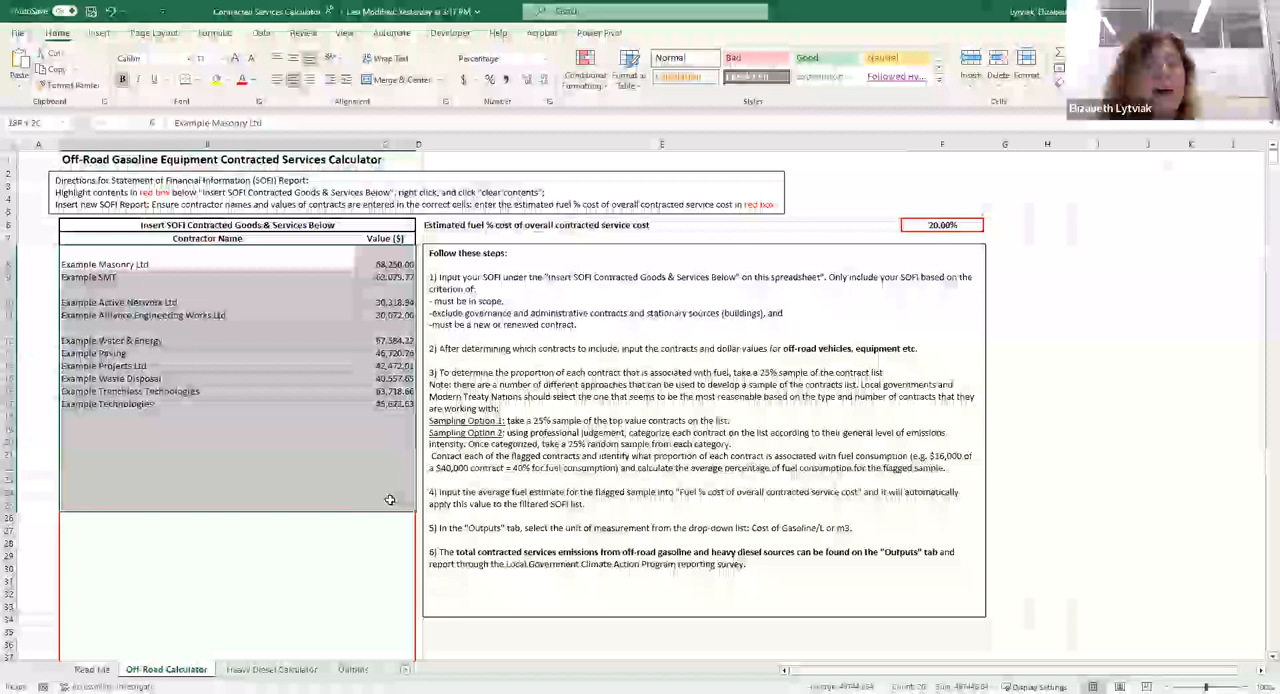 AutoSave
Contracted Services Calculator
Last Modified: Yesterday at 3:17 PM
Search
Lytviak, Elizabeth
File Home Insert Page Layout Formulas Data Review View Automate Developer Help Acrobat Power Pivot
Paste
Cut
Copy
Format Painter
Clipboard
Calibri 11
Font
Wrap Text
Merge & Center
Alignment
Percentage
Number
Conditional Formatting
Format as Table
Normal Bad Good Neutral
Calculation Check Cell Explanatory Followed Hy...
Styles
Insert Delete Format
Cells
Elizabeth Lytviak
18R x 2C
Example Masonry Ltd
Off-Road Gasoline Equipment Contracted Services Calculator
Directions for Statement of Financial Information (SOFI) Report:
Highlight contents in red box below "Insert SOFI Contracted Goods & Services Below", right click, and click "clear contents";
Insert new SOFI Report: Ensure contractor names and values of contracts are entered in the correct cells; enter the estimated fuel % cost of overall contracted service cost in red box
Insert SOFI Contracted Goods & Services Below
Contractor Name Value ($)
Example Masonry Ltd
Example SMT
Example Active Network Ltd 30,318.94
Example Alliance Engineering Works Ltd
Example Water & Energy
Example Paving
Example Projects Ltd 42,472.01
Example Waste Disposal
Example Trenchless Technologies
Example Technologies
Estimated fuel % cost of overall contracted service cost 20.00%
Follow these steps:
1) Input your SOFI under the "Insert SOFI Contracted Goods & Services Below" on this spreadsheet". Only include your SOFI based on the
criterion of:
- must be in scope,
-exclude governance and administrative contracts and stationary sources (buildings), and
-must be a new or renewed contract.
2) After determining which contracts to include, input the contracts and dollar values for off-road vehicles, equipment etc.
3) To determine the proportion of each contract that is associated with fuel, take a 25% sample of the contract list
Note: there are a number of different approaches that can be used to develop a sample of the contracts list. Local governments and
Modern Treaty Nations should select the one that seems to be the most reasonable based on the type and number of contracts that they
are working with:
Sampling Option 1: take a 25% sample of the top value contracts on the list.
Sampling Option 2: using professional judgement, categorize each contract on the list according to their general level of emissions
intensity. Once categorized, take a 25% random sample from each category.
Contact each of the flagged contracts and identify what proportion of each contract is associated with fuel consumption (e.g. $16,000 of
a $40,000 contract = 40% for fuel consumption) and calculate the average percentage of fuel consumption for the flagged sample.
4) Input the average fuel estimate for the flagged sample into "Fuel % cost of overall contracted service cost" and it will automatically
apply this value to the filtered SOFI list.
5) In the "Outputs" tab, select the unit of measurement from the drop-down list: Cost of Gasoline/L or m3.
6) The total contracted services emissions from off-road gasoline and heavy diesel sources can be found on the "Outputs" tab and
report through the Local Government Climate Action Program reporting survey.
Read Me Off-Road Calculator Heavy Diesel Calculator Outputs
Accessibility: Investigate
Display Settings
100%